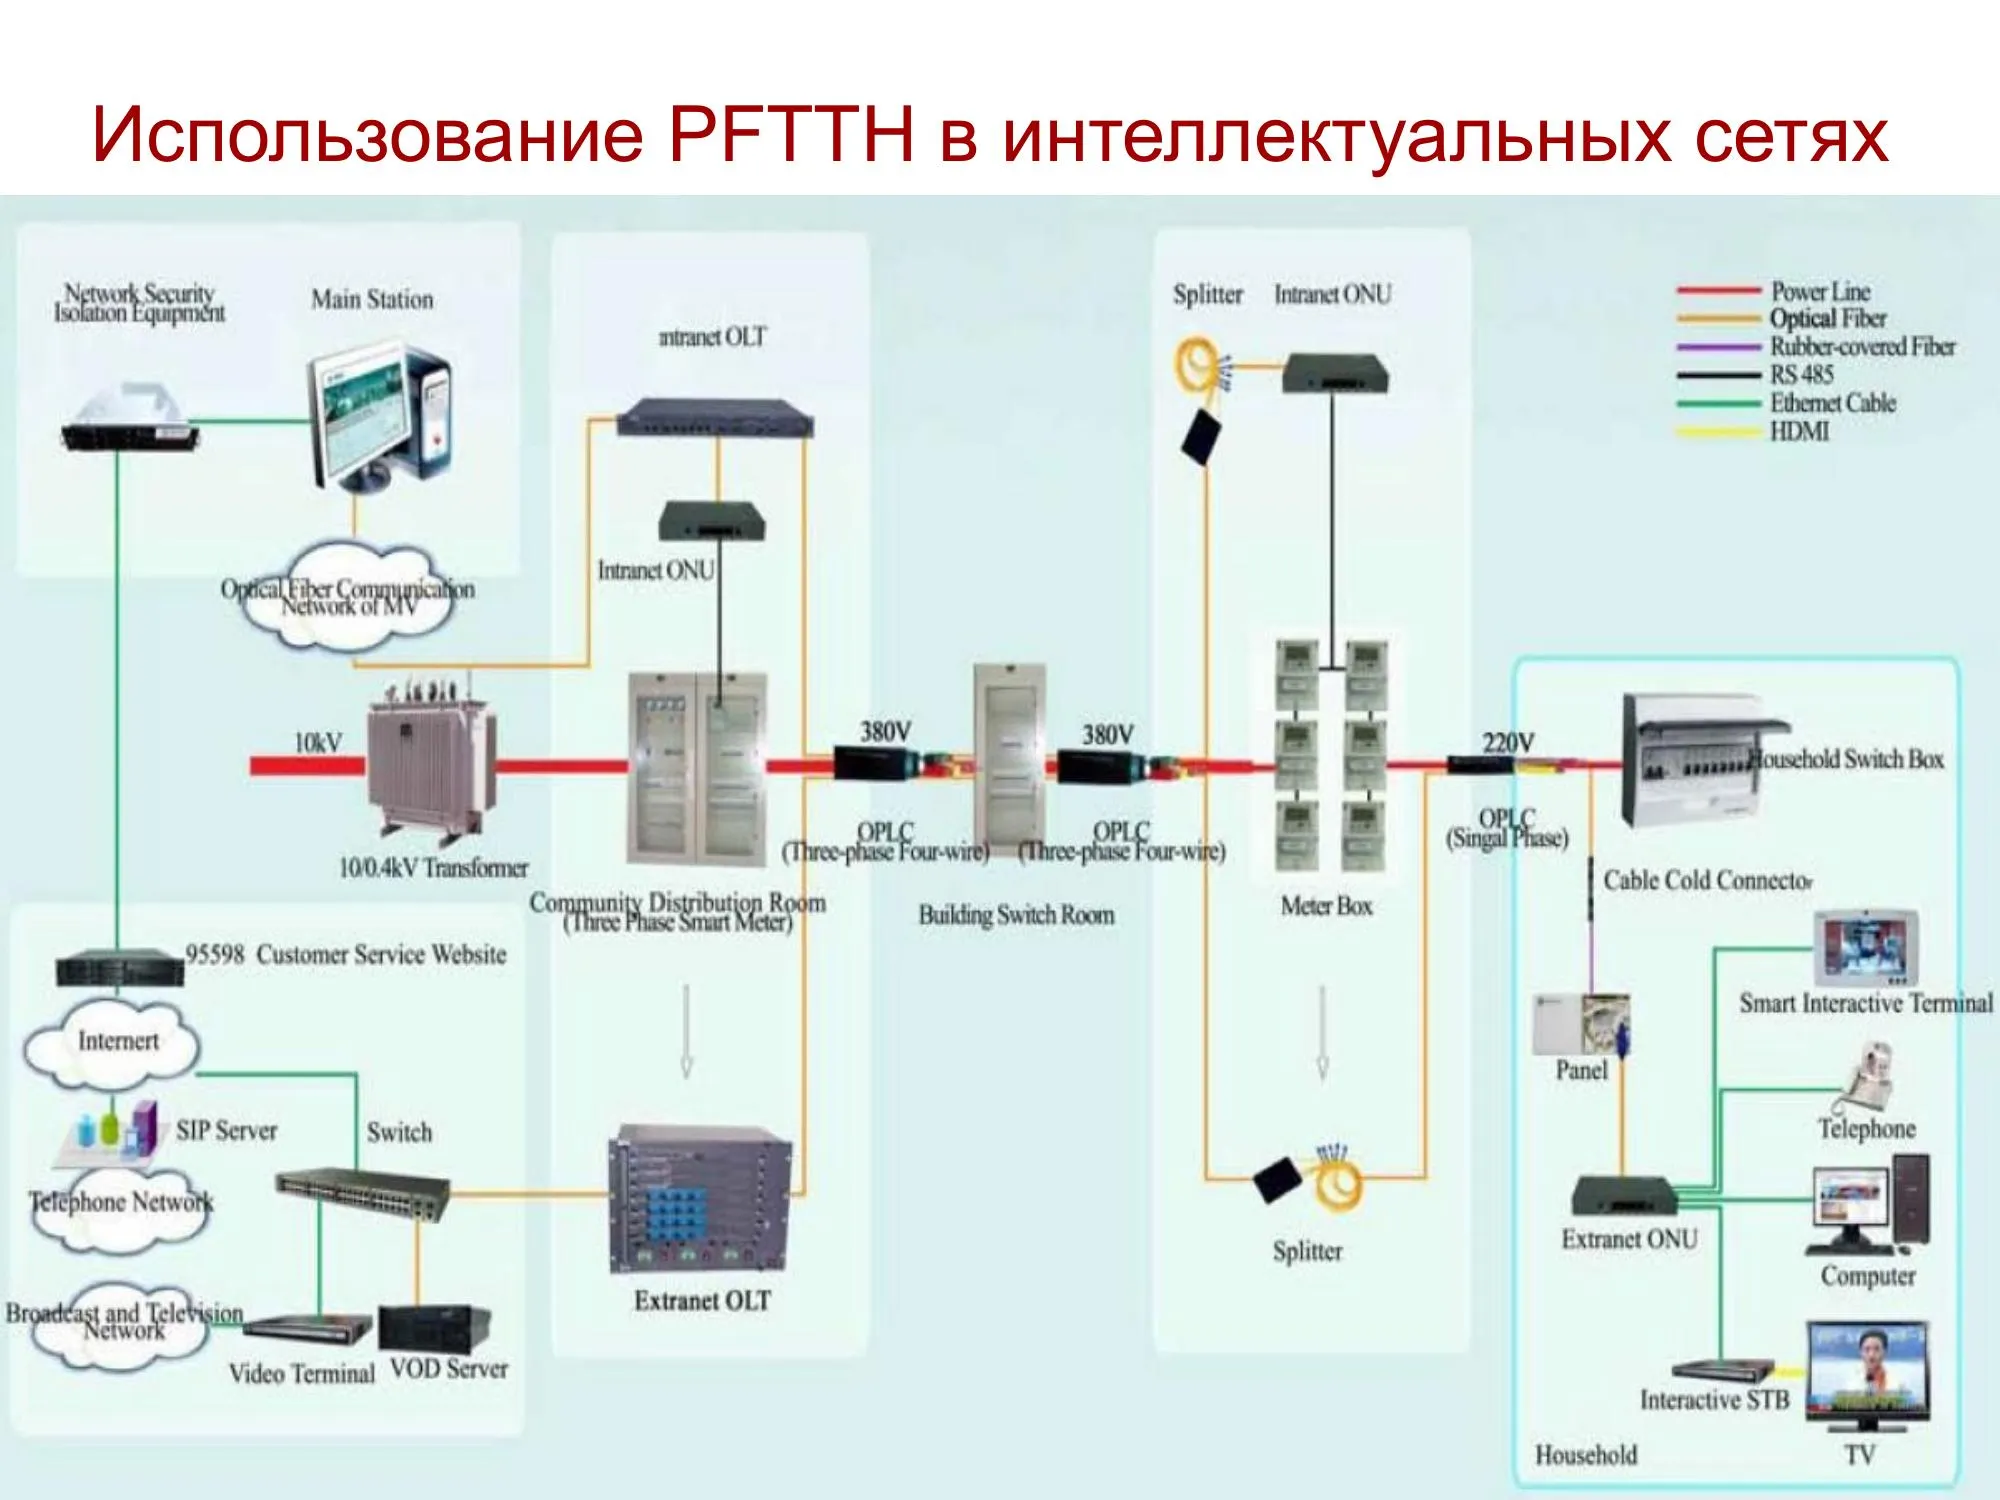 Использование PFTTH в интеллектуальных сетях
Network Security
Isolation Equipment
Main Station
ntranet OLT
Splitter
Intranet ONU
Power Line
Optical Fiber
Rubber-covered Fiber
RS 485
Ethernet Cable
HDMI
Intranet ONU
Optical Fiber Communication
Network of MV
10kV
380V
380V
220V
Household Switch Box
10/0.4kV Transformer
OPLC
(Three-phase Four-wire)
OPLC
(Three-phase Four-wire)
OPLC
(Singal Phase)
Community Distribution Room
(Three Phase Smart Meter)
Building Switch Room
Meter Box
Cable Cold Connector
95598 Customer Service Website
Internert
SIP Server
Switch
Telephone Network
Broadcast and Television
Network
Video Terminal
VOD Server
Extranet OLT
Splitter
Panel
Smart Interactive Terminal
Telephone
Extranet ONU
Computer
Interactive STB
Household
TV